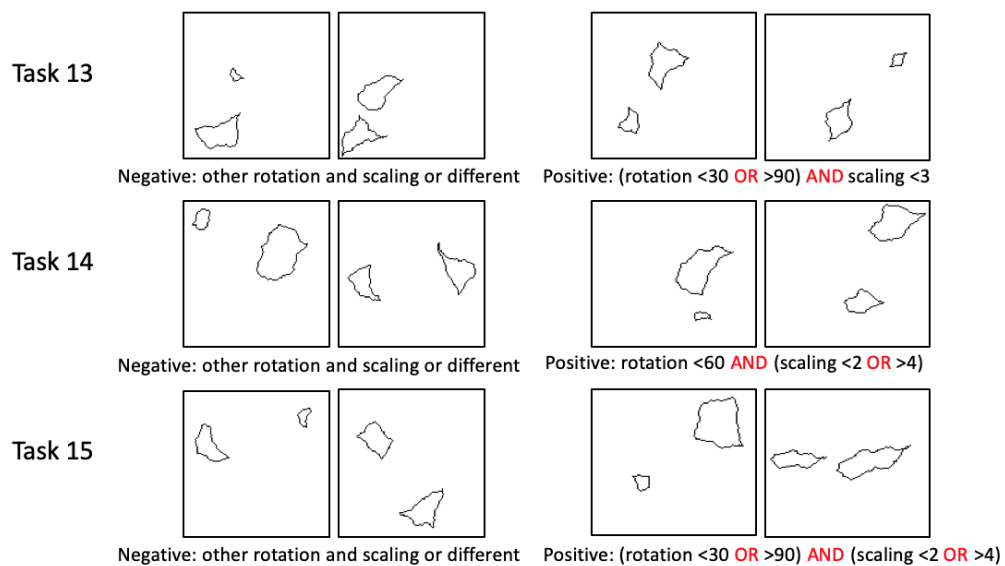 Task 13
Negative: other rotation and scaling or different
Positive: (rotation <30 OR >90) AND scaling <3
Task 14
Negative: other rotation and scaling or different
Positive: rotation <60 AND (scaling <2 OR >4)
Task 15
Negative: other rotation and scaling or different
Positive: (rotation <30 OR >90) AND (scaling <2 OR >4)